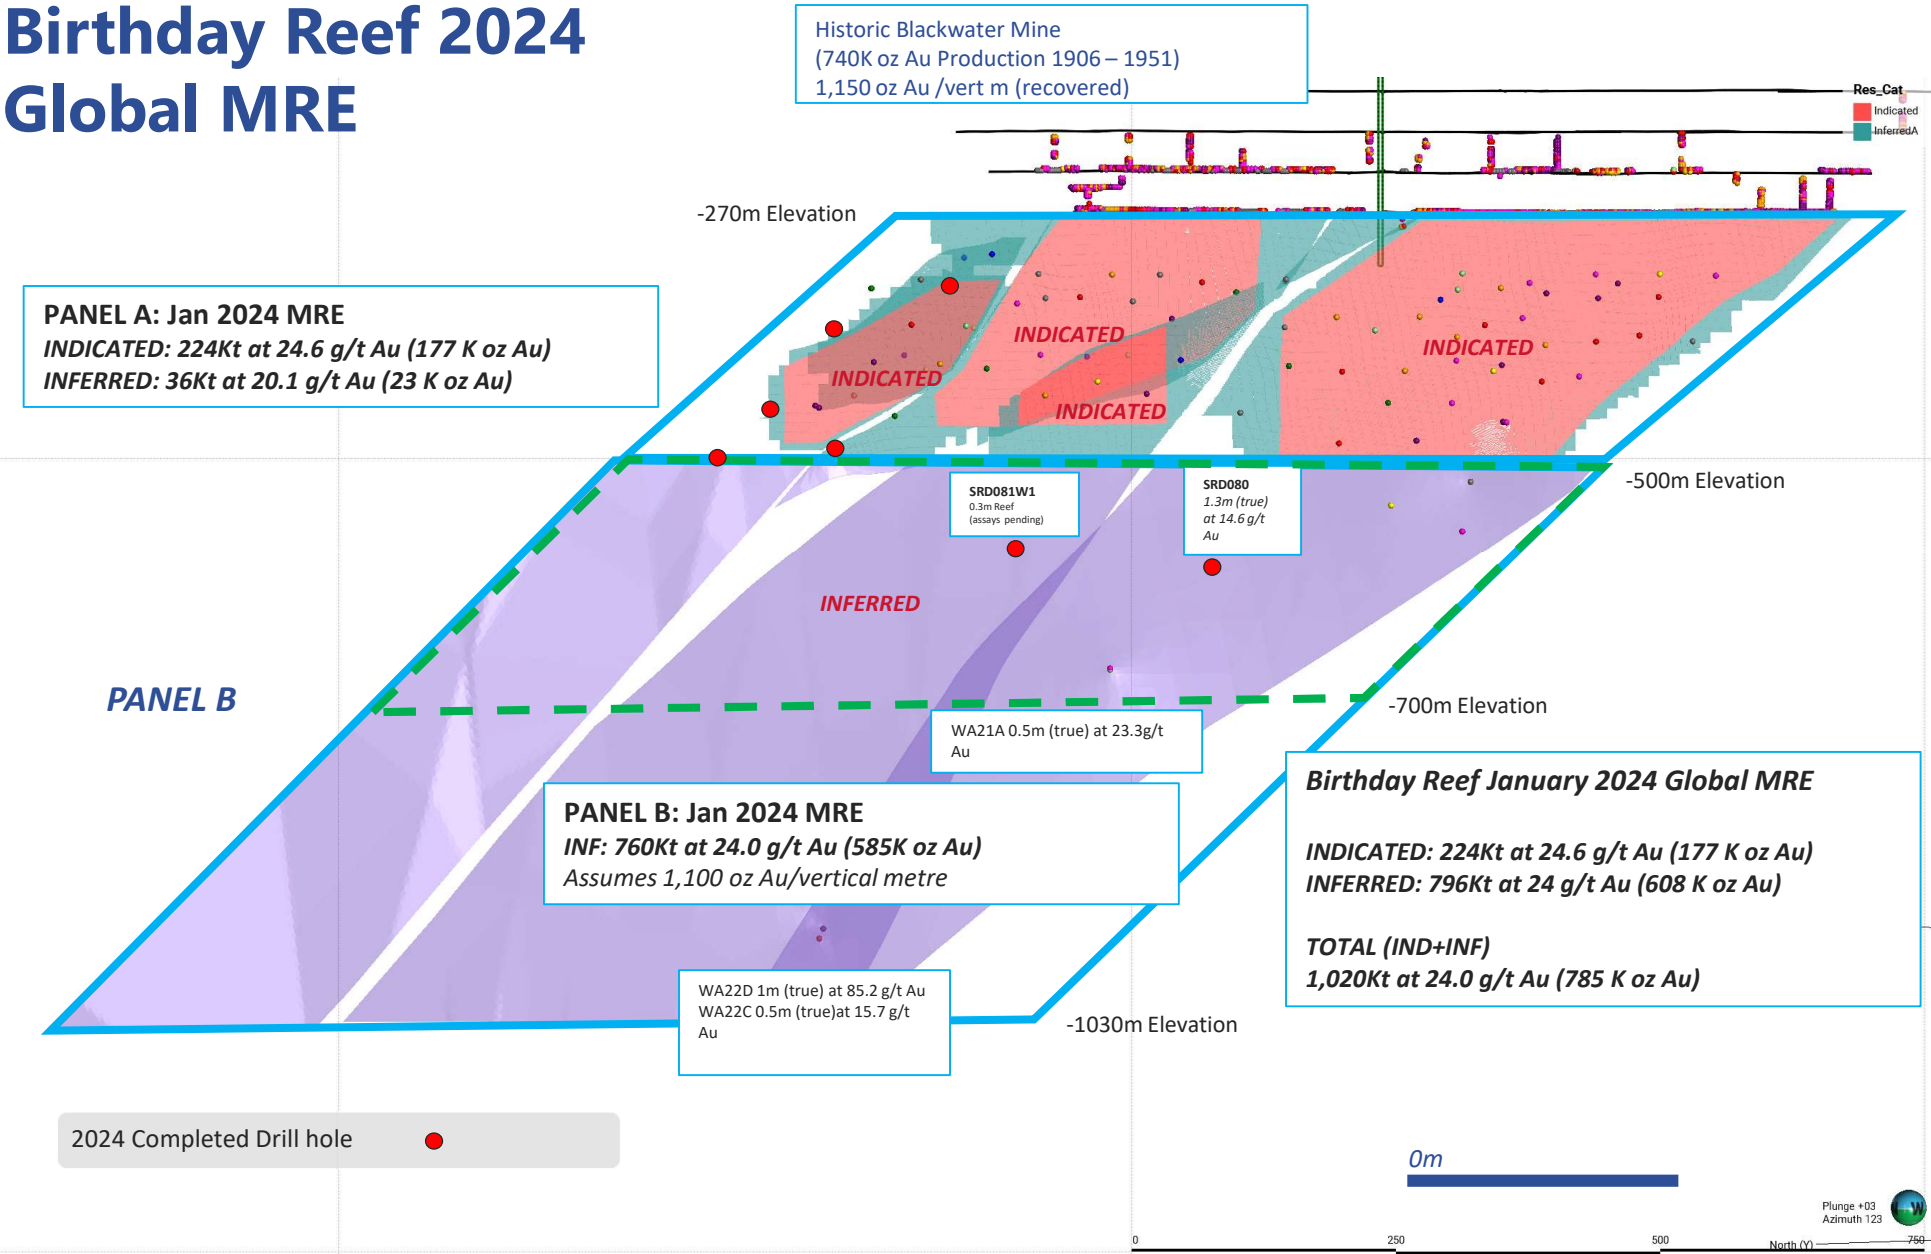 Birthday Reef 2024
Global MRE
Historic Blackwater Mine
(740K oz Au Production 1906 – 1951)
1,150 oz Au /vert m (recovered)
Res_Cat
Indicated
InferredA
-270m Elevation
PANEL A: Jan 2024 MRE
INDICATED: 224Kt at 24.6 g/t Au (177 K oz Au)
INFERRED: 36Kt at 20.1 g/t Au (23 K oz Au)
INDICATED
INDICATED
INDICATED
INDICATED
-500m Elevation
SRD081W1
0.3m Reef
(assays pending)
SRD080
1.3m (true)
at 14.6 g/t
Au
INFERRED
PANEL B
-700m Elevation
WA21A 0.5m (true) at 23.3g/t
Au
PANEL B: Jan 2024 MRE
INF: 760Kt at 24.0 g/t Au (585K oz Au)
Assumes 1,100 oz Au/vertical metre
Birthday Reef January 2024 Global MRE
INDICATED: 224Kt at 24.6 g/t Au (177 K oz Au)
INFERRED: 796Kt at 24 g/t Au (608 K oz Au)
TOTAL (IND+INF)
1,020Kt at 24.0 g/t Au (785 K oz Au)
WA22D 1m (true) at 85.2 g/t Au
WA22C 0.5m (true)at 15.7 g/t
Au
-1030m Elevation
2024 Completed Drill hole
0m
Plunge +03
Azimuth 123
W
0
250
500
750
North (Y)